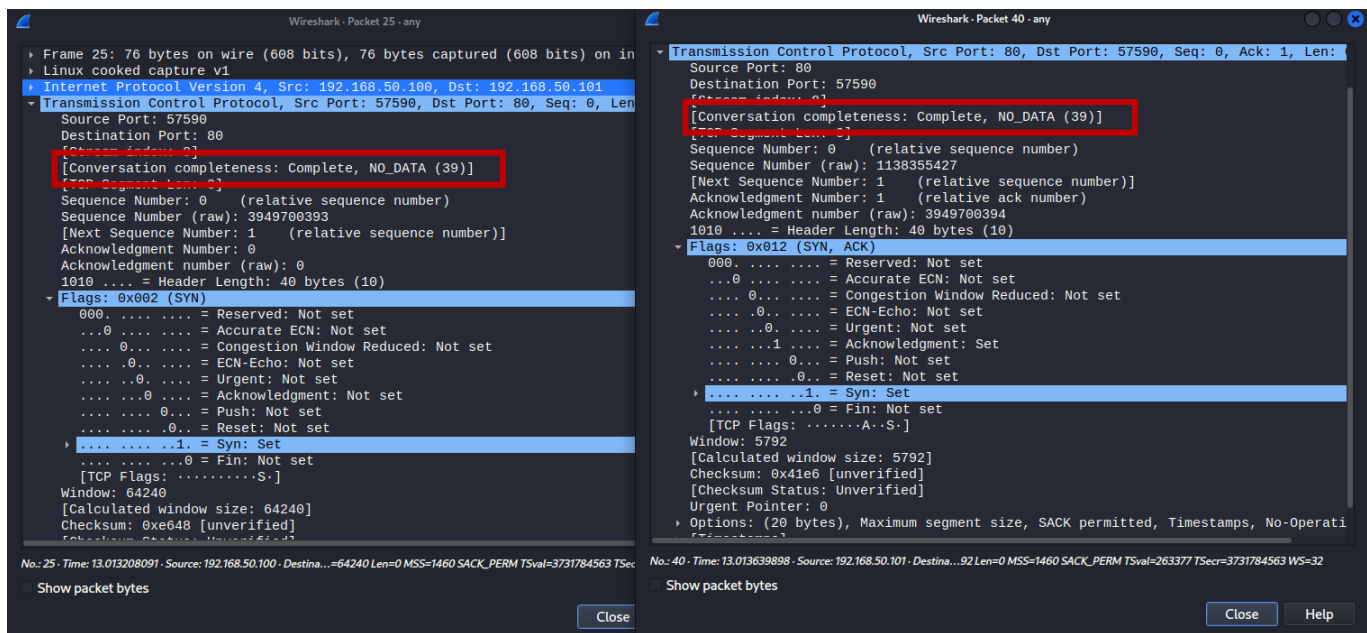 Wireshark · Packet 25 · any
Frame 25: 76 bytes on wire (608 bits), 76 bytes captured (608 bits) on in
Linux cooked capture v1
Internet Protocol Version 4, Src: 192.168.50.100, Dst: 192.168.50.101
Transmission Control Protocol, Src Port: 57590, Dst Port: 80, Seq: 0, Len
Source Port: 57590
Destination Port: 80
[Conversation completeness: Complete, NO_DATA (39)]
Sequence Number: 0 (relative sequence number)
Sequence Number (raw): 3949700393
[Next Sequence Number: 1 (relative sequence number)]
Acknowledgment Number: 0
Acknowledgment number (raw): 0
1010 .... = Header Length: 40 bytes (10)
Flags: 0x002 (SYN)
000. .... .... = Reserved: Not set
...0 .... .... = Accurate ECN: Not set
.... 0... .... = Congestion Window Reduced: Not set
.... .0.. .... = ECN-Echo: Not set
.... ..0. .... = Urgent: Not set
.... ...0 .... = Acknowledgment: Not set
.... .... 0... = Push: Not set
.... .... .0.. = Reset: Not set
.... .... ..1. = Syn: Set
.... .... ...0 = Fin: Not set
[TCP Flags: ··········S·]
Window: 64240
[Calculated window size: 64240]
Checksum: 0xe648 [unverified]
No.: 25 · Time: 13.013208091 · Source: 192.168.50.100 · Destina...=64240 Len=0 MSS=1460 SACK_PERM TSval=3731784563 TSec
Show packet bytes
Close
Wireshark · Packet 40 · any
Transmission Control Protocol, Src Port: 80, Dst Port: 57590, Seq: 0, Ack: 1, Len:
Source Port: 80
Destination Port: 57590
[Conversation completeness: Complete, NO_DATA (39)]
Sequence Number: 0 (relative sequence number)
Sequence Number (raw): 1138355427
[Next Sequence Number: 1 (relative sequence number)]
Acknowledgment Number: 1 (relative ack number)
Acknowledgment number (raw): 3949700394
1010 .... = Header Length: 40 bytes (10)
Flags: 0x012 (SYN, ACK)
000. .... .... = Reserved: Not set
...0 .... .... = Accurate ECN: Not set
.... 0... .... = Congestion Window Reduced: Not set
.... .0.. .... = ECN-Echo: Not set
.... ..0. .... = Urgent: Not set
.... ...1 .... = Acknowledgment: Set
.... .... 0... = Push: Not set
.... .... .0.. = Reset: Not set
.... .... ..1. = Syn: Set
.... .... ...0 = Fin: Not set
[TCP Flags: ·······A··S·]
Window: 5792
[Calculated window size: 5792]
Checksum: 0x41e6 [unverified]
[Checksum Status: Unverified]
Urgent Pointer: 0
Options: (20 bytes), Maximum segment size, SACK permitted, Timestamps, No-Operati
No.: 40 · Time: 13.013639898 · Source: 192.168.50.101 · Destina...92 Len=0 MSS=1460 SACK_PERM TSval=263377 TSecr=3731784563 WS=32
Show packet bytes
Close
Help